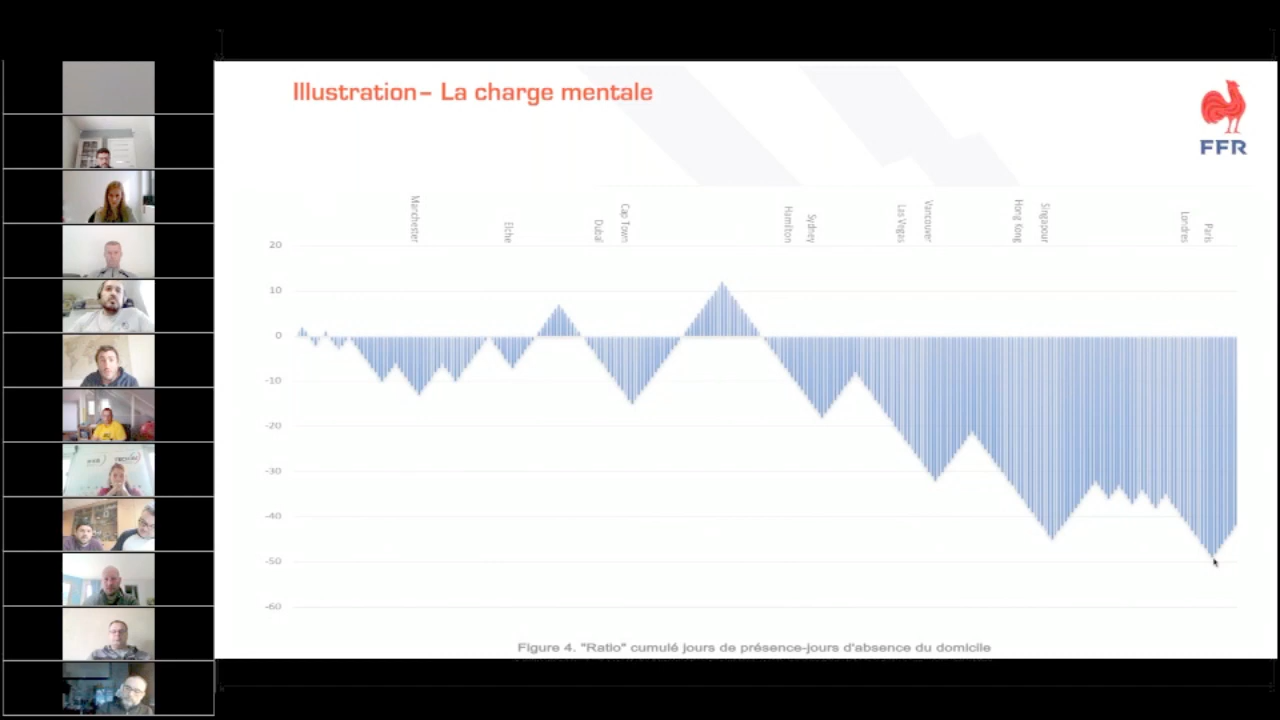 Illustration– La charge mentale
FFR
Manchester
Elche
Dubaï
Cap Town
Hamilton
Sydney
Las Vegas
Vancouver
Hong Kong
Singapour
Londres
Paris
20
10
0
-10
-20
-30
-40
-50
-60
Figure 4. "Ratio" cumulé jours de présence-jours d'absence du domicile